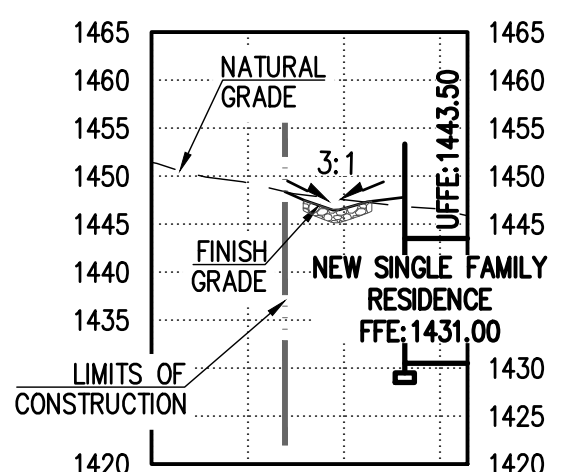 1465
1460
1455
1450
1445
1440
1435
1420
NATURAL
GRADE
3:1
FINISH
GRADE
LIMITS OF
CONSTRUCTION
UFFE:1443.50
NEW SINGLE FAMILY
RESIDENCE
FFE:1431.00
1465
1460
1455
1450
1445
1430
1425
1420